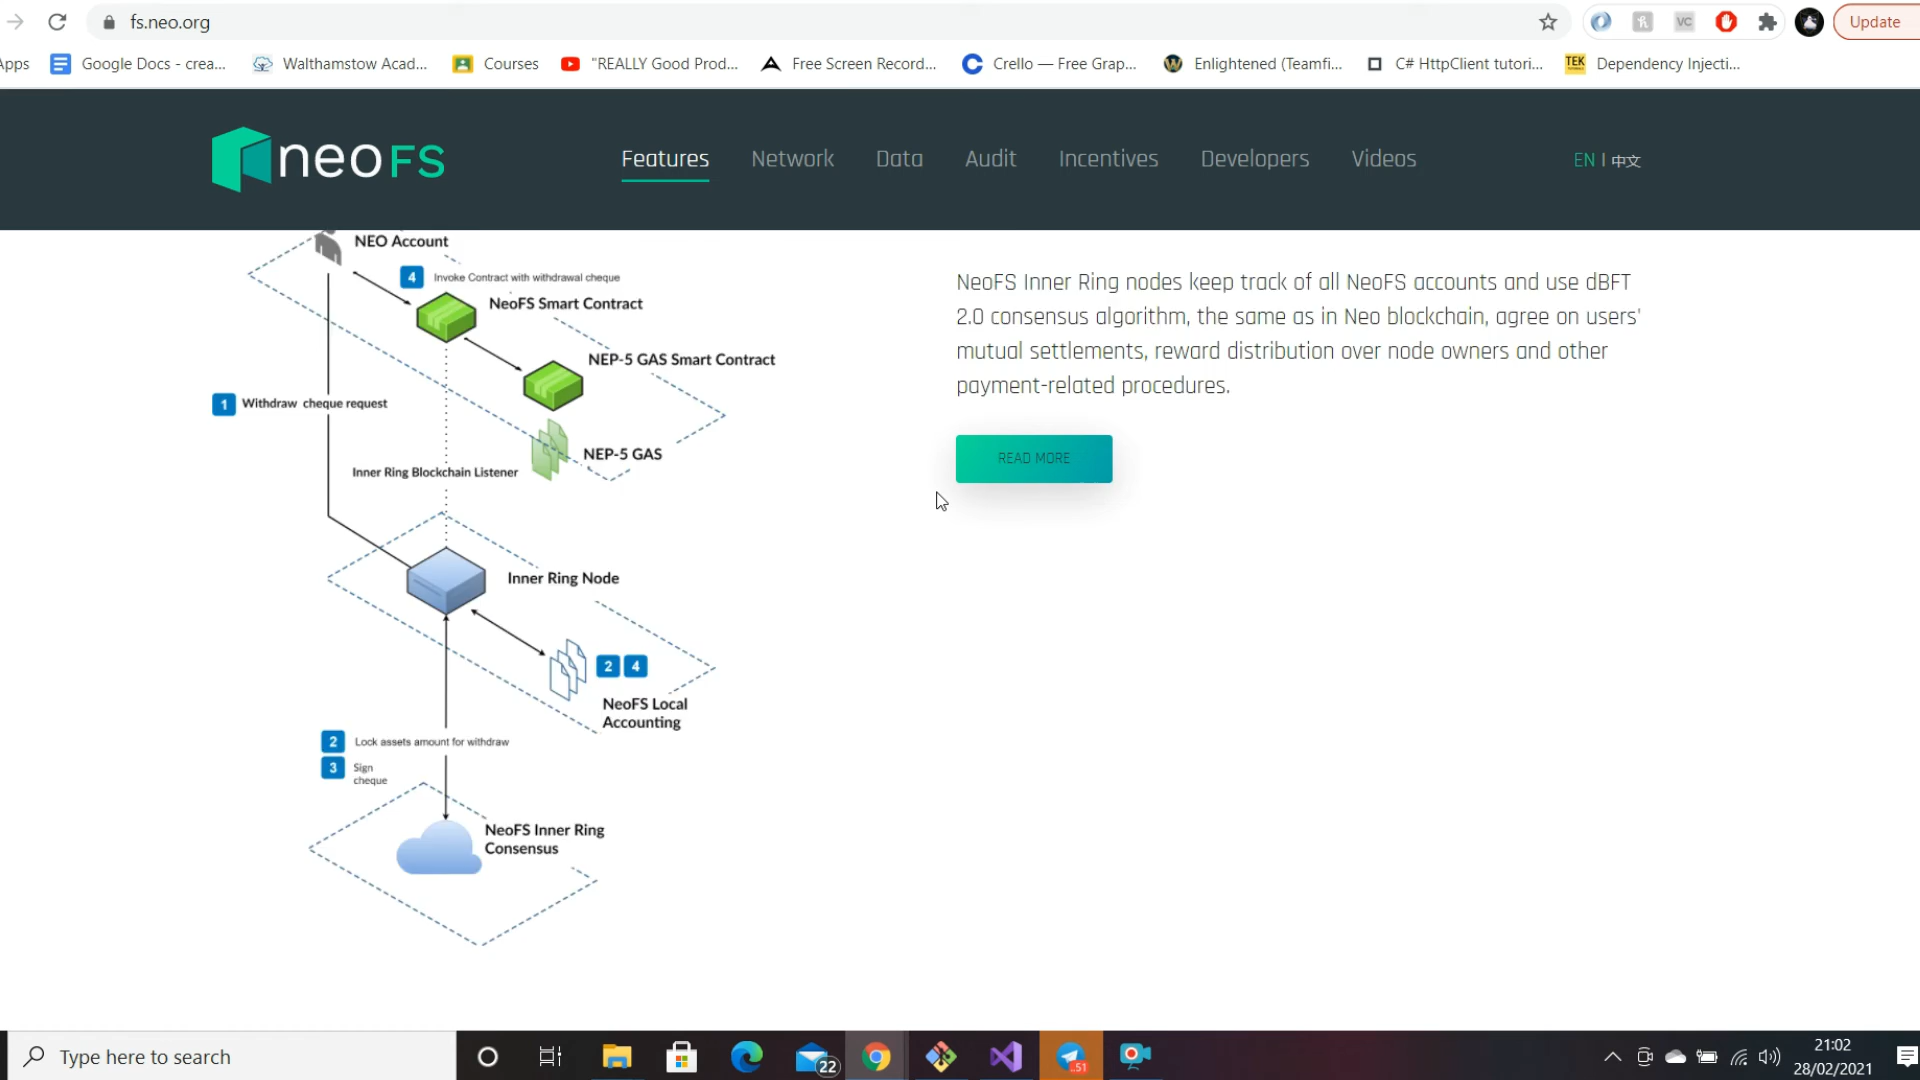 fs.neo.org
Update
Apps
Google Docs - crea...
Walthamstow Acad...
Courses
"REALLY Good Prod...
Free Screen Record...
Crello — Free Grap...
Enlightened (Teamfi...
C# HttpClient tutori...
TEK
Dependency Injecti...
neoFS
Features
Network
Data
Audit
Incentives
Developers
Videos
EN | 中文
NEO Account
4 Invoke Contract with withdrawal cheque
NeoFS Smart Contract
NEP-5 GAS Smart Contract
1 Withdraw cheque request
NEP-5 GAS
Inner Ring Blockchain Listener
Inner Ring Node
2 4
NeoFS Local
Accounting
2 Lock assets amount for withdraw
3 Sign
cheque
NeoFS Inner Ring
Consensus
NeoFS Inner Ring nodes keep track of all NeoFS accounts and use dBFT
2.0 consensus algorithm, the same as in Neo blockchain, agree on users'
mutual settlements, reward distribution over node owners and other
payment-related procedures.
READ MORE
Type here to search
22
..51
21:02
28/02/2021